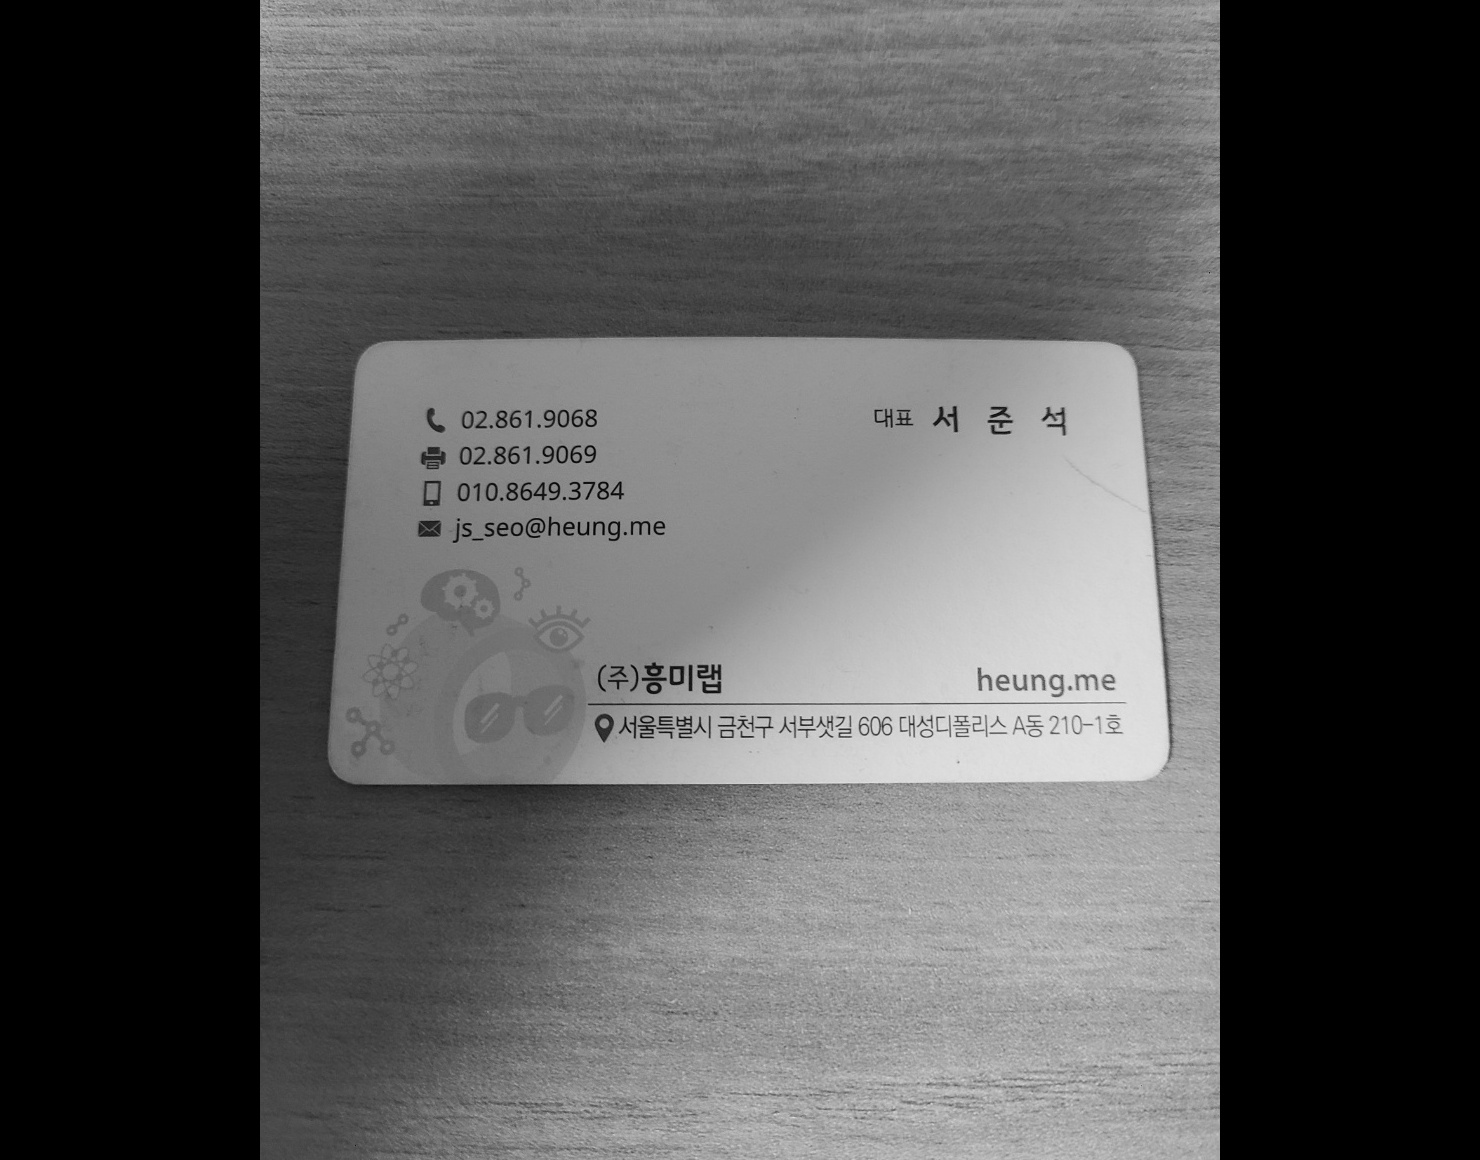 02.861.9068
02.861.9069
010.8649.3784
js_seo@heung.me
대표 서 준 석
(주)흥미랩
heung.me
서울특별시 금천구 서부샛길 606 대성디폴리스 A동 210-1호